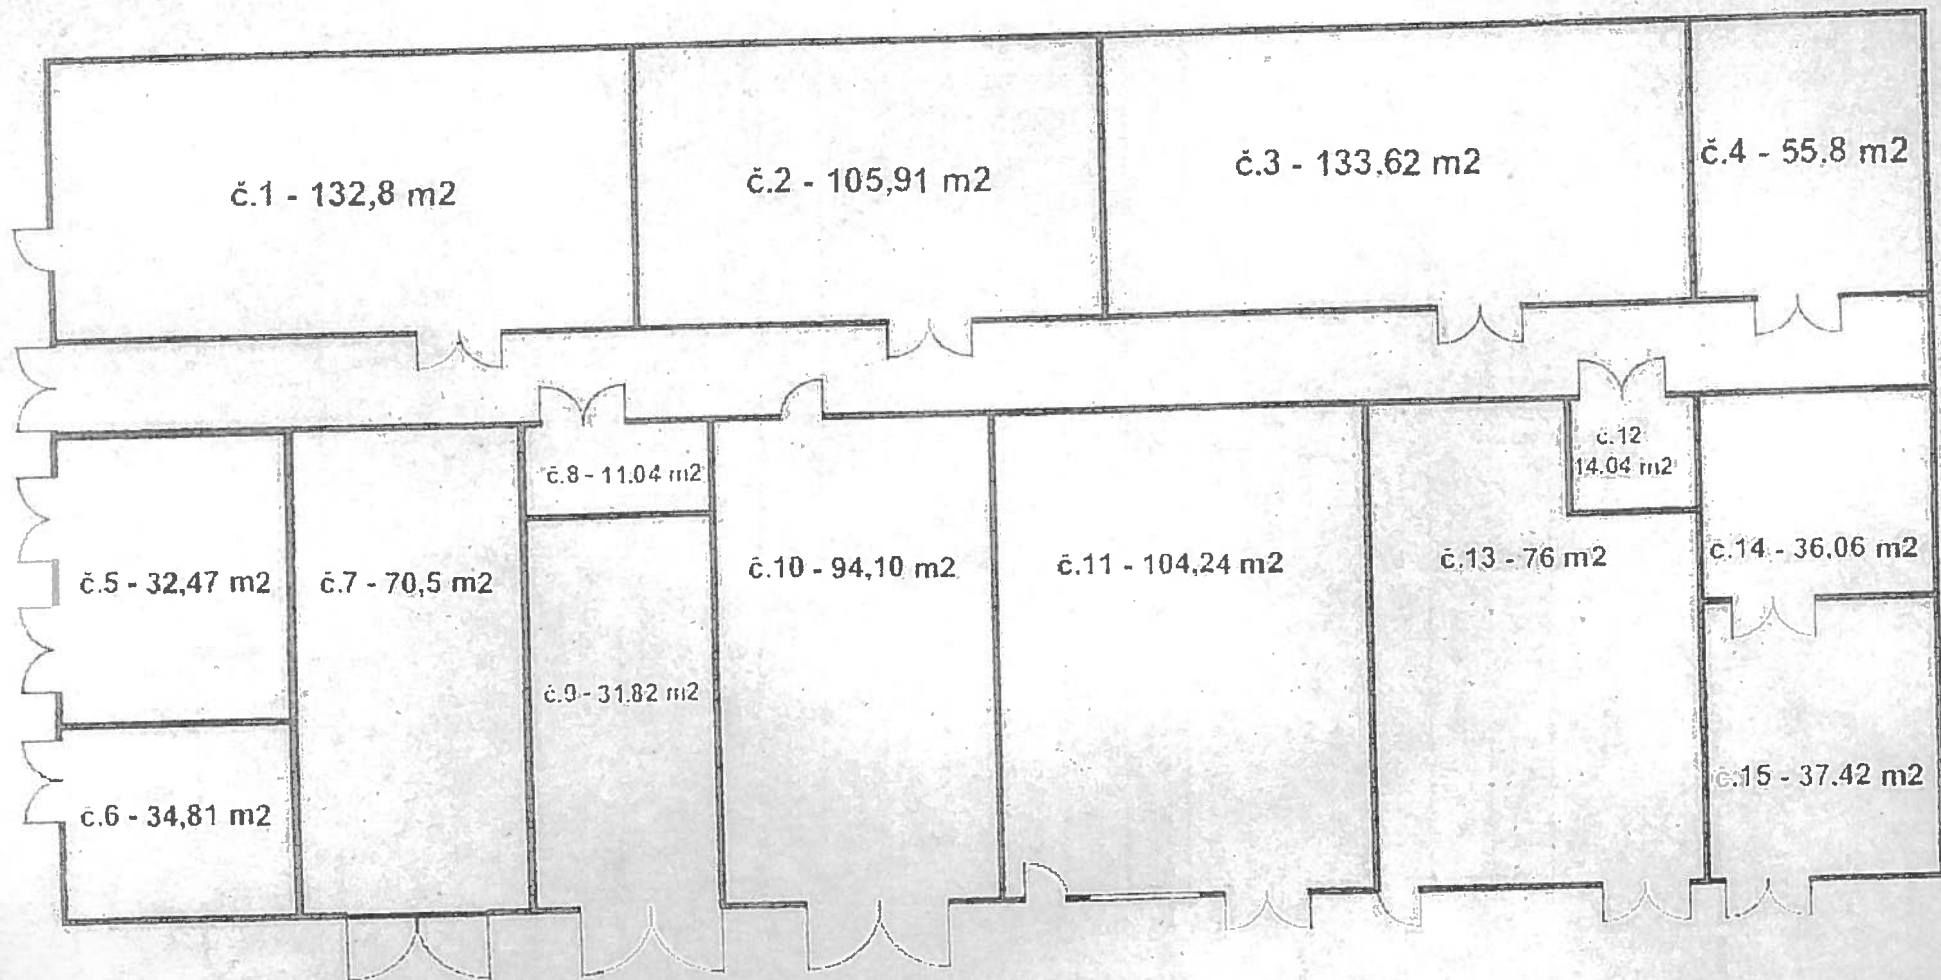 č.1 - 132,8 m2
č.2 - 105,91 m2
č.3 - 133.62 m2
č.4 - 55.8 m2
č.5 - 32,47 m2
č.6 - 34,81 m2
č.7 - 70,5 m2
č.8 - 11.04 m2
č.9 - 31.82 m2
č.10 - 94,10 m2
č.11 - 104,24 m2
č.12
14.04 m2
č.13 - 76 m2
č.14 - 36,06 m2
č.15 - 37.42 m2